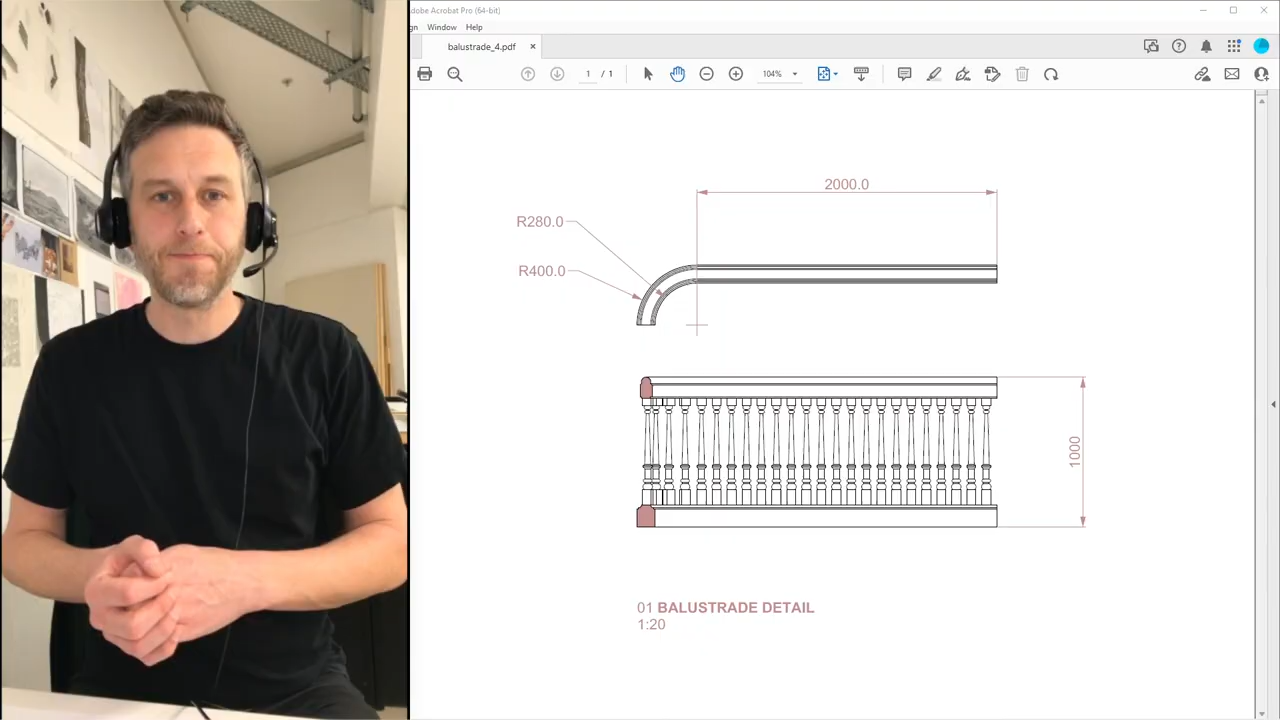 dobe Acrobat Pro (64-bit)
gn Window Help
balustrade_4.pdf
1 / 1
104%
2000.0
R280.0
R400.0
1000
01 BALUSTRADE DETAIL
1:20